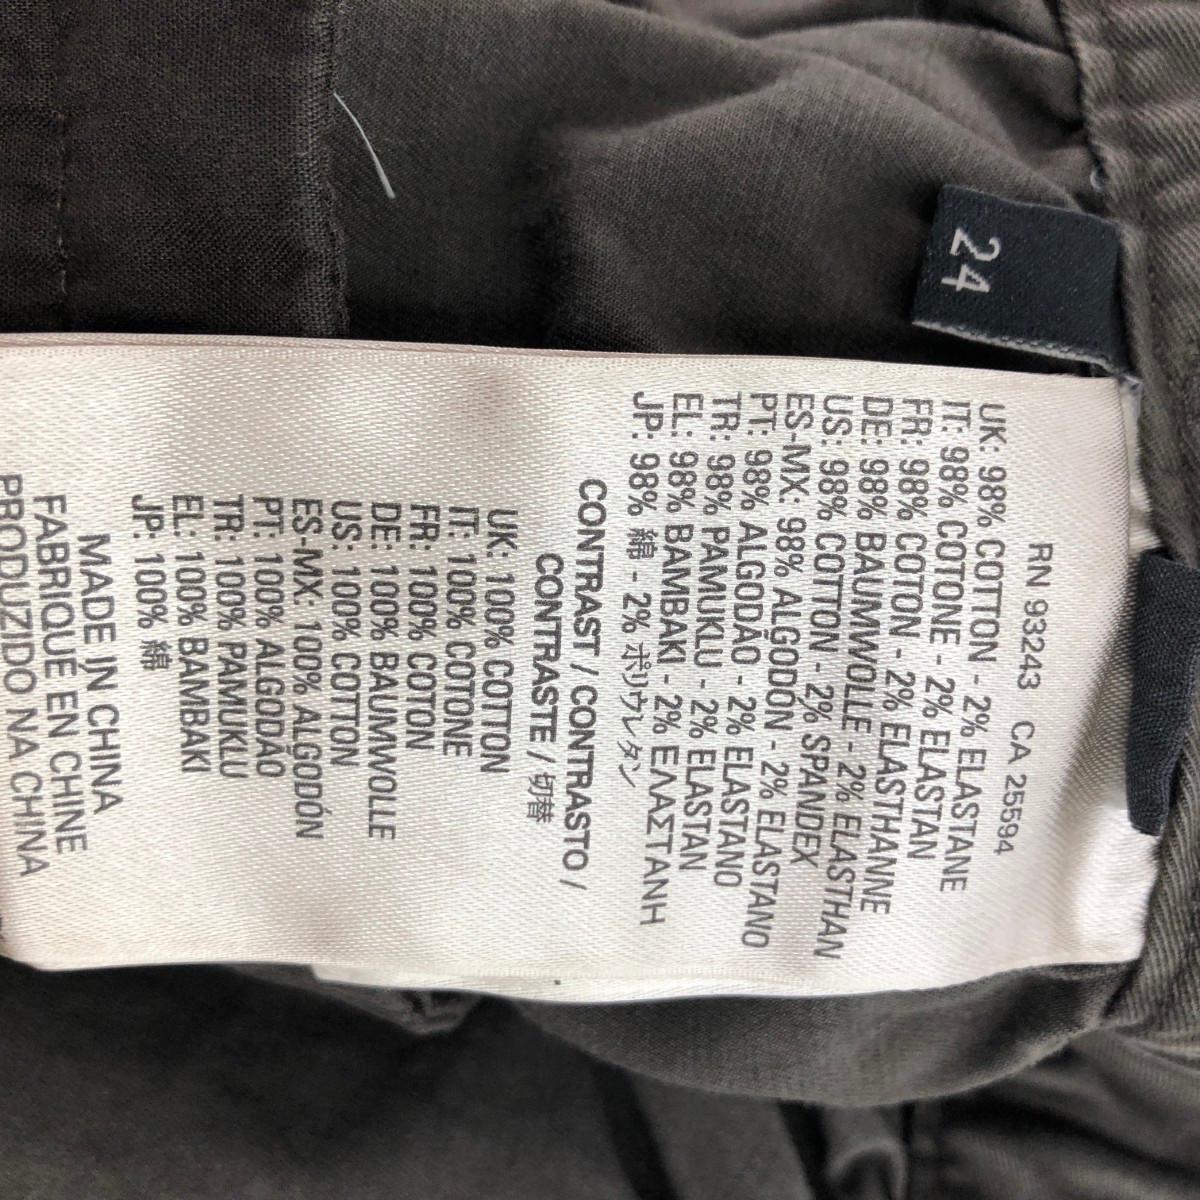 24
RN 93243 CA 25594
UK: 98% COTTON - 2% ELASTANE
IT: 98% COTONE - 2% ELASTAN
FR: 98% COTON - 2% ELASTHANNE
DE: 98% BAUMWOLLE - 2% ELASTHAN
US: 98% COTTON - 2% SPANDEX
ES-MX: 98% ALGODÓN - 2% ELASTANO
PT: 98% ALGODÃO - 2% ELASTANO
TR: 98% PAMUKLU - 2% ELASTAN
EL: 98% BAMBAKI - 2% ΕΛΑΣΤΑΝΗ
JP: 98% 綿 - 2% ポリウレタン
CONTRAST / CONTRASTO /
CONTRASTE / 切替
UK: 100% COTTON
IT: 100% COTONE
FR: 100% COTON
DE: 100% BAUMWOLLE
US: 100% COTTON
ES-MX: 100% ALGODÓN
PT: 100% ALGODÃO
TR: 100% PAMUKLU
EL: 100% BAMBAKI
JP: 100% 綿
MADE IN CHINA
FABRIQUÉ EN CHINE
PRODUZIDO NA CHINA